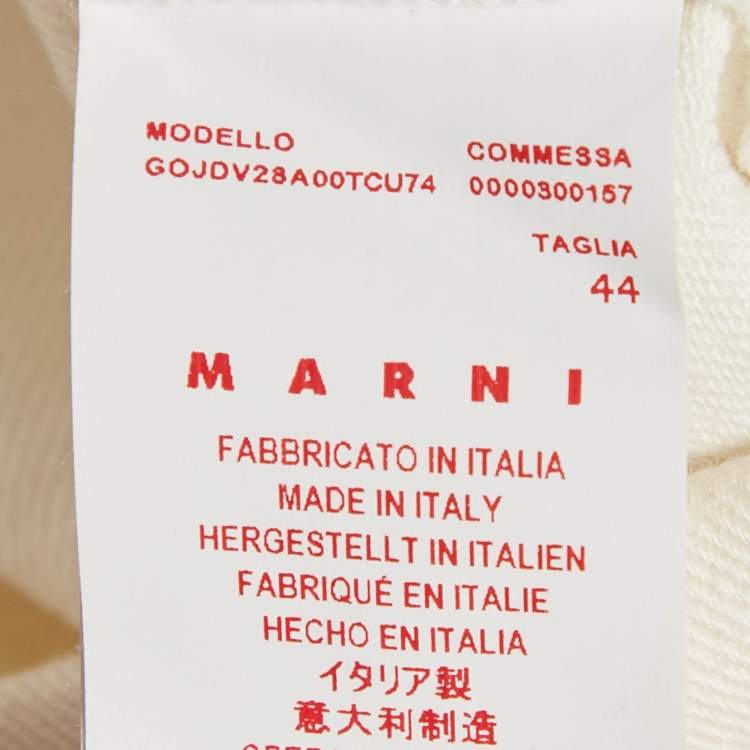 MODELLO
GOJDV28A00TCU74
COMMESSA
0000300157
TAGLIA
44
MARNI
FABBRICATO IN ITALIA
MADE IN ITALY
HERGESTELLT IN ITALIEN
FABRIQUÉ EN ITALIE
HECHO EN ITALIA
イタリア製
意大利制造